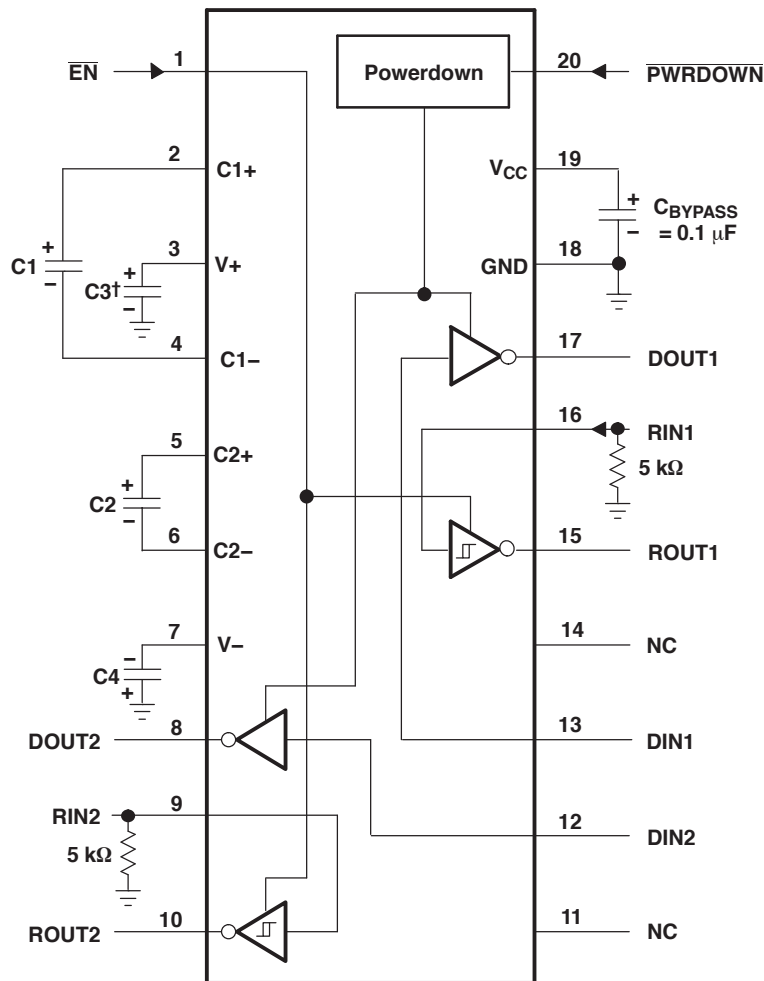 EN 1 Powerdown 20 PWRDOWN
2 C1+ VCC 19
+ CBYPASS
− = 0.1 μF
3 V+ GND 18
C1 + −
C3† + −
4 C1− 17 DOUT1
16 RIN1
5 kΩ
5 C2+
C2 + −
6 C2− 15 ROUT1
7 V− 14 NC
C4 − +
DOUT2 8 13 DIN1
RIN2 9 12 DIN2
5 kΩ
ROUT2 10 11 NC